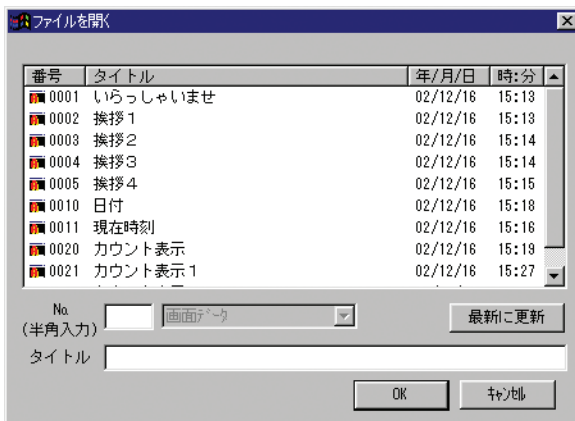 ファイルを開く
番号 タイトル 年/月/日 時:分
0001 いらっしゃいませ 02/12/16 15:13
0002 挨拶1 02/12/16 15:13
0003 挨拶2 02/12/16 15:14
0004 挨拶3 02/12/16 15:14
0005 挨拶4 02/12/16 15:15
0010 日付 02/12/16 15:18
0011 現在時刻 02/12/16 15:16
0020 カウント表示 02/12/16 15:19
0021 カウント表示1 02/12/16 15:27
No. 画面データ 最新に更新
(半角入力)
タイトル
OK キャンセル